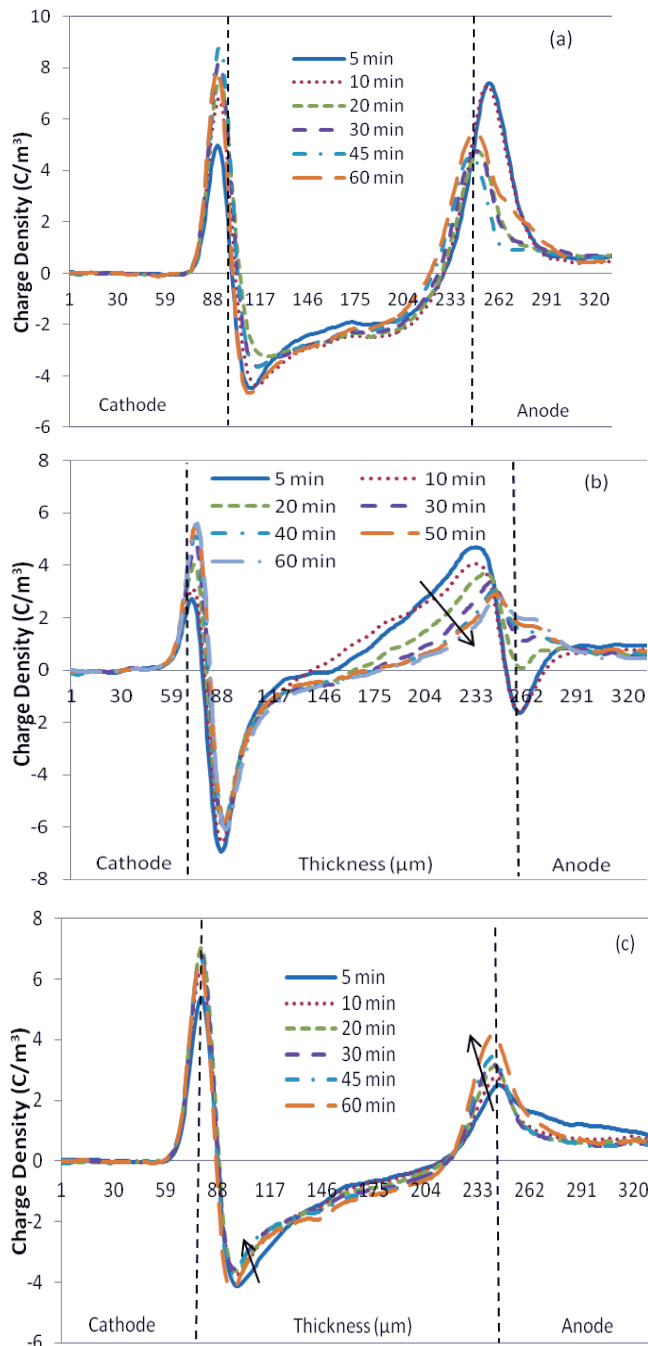 (a)
Charge Density (C/m³)
10
8
6
4
2
0
-2
-4
-6
5 min
10 min
20 min
30 min
45 min
60 min
1 30 59 88 117 146 175 204 233 262 291 320
Cathode Anode
(b)
Charge Density (C/m³)
8
6
4
2
0
-2
-4
-6
-8
5 min 10 min
20 min 30 min
40 min 50 min
60 min
1 30 59 88 117 146 175 204 233 262 291 320
Cathode Thickness (μm) Anode
(c)
Charge Density (C/m³)
8
6
4
2
0
-2
-4
-6
5 min
10 min
20 min
30 min
45 min
60 min
1 30 59 88 117 146 175 204 233 262 291 320
Cathode Thickness (μm) Anode